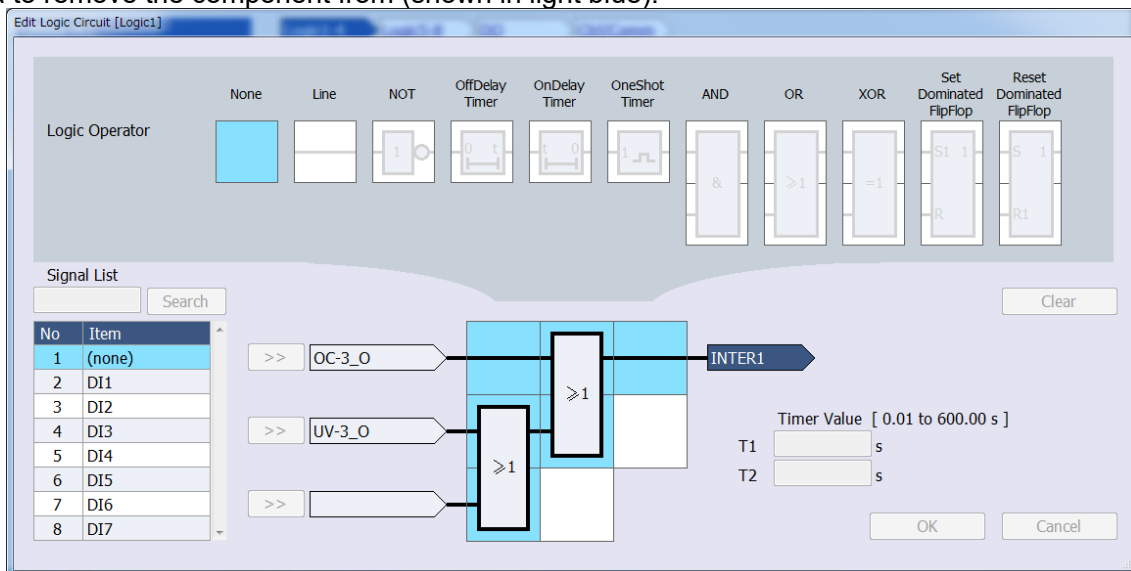 to remove the component from (shown in light blue).
Edit Logic Circuit [Logic1]
Logic Operator
None
Line
NOT
OffDelay
Timer
OnDelay
Timer
OneShot
Timer
AND
OR
XOR
Set
Dominated
FlipFlop
Reset
Dominated
FlipFlop
1
0 t
t 0
1
&
≥1
=1
S1 1
R
S 1
R1
Signal List
Search
Clear
No Item
1 (none)
2 DI1
3 DI2
4 DI3
5 DI4
6 DI5
7 DI6
8 DI7
>> OC-3_O
>> UV-3_O
>>
≥1
≥1
INTER1
Timer Value [ 0.01 to 600.00 s ]
T1 s
T2 s
OK
Cancel